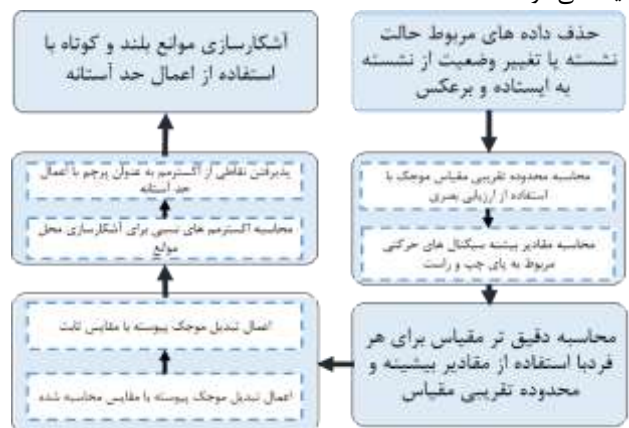 حذف داده های مربوط حالت
نشسته یا تغییر وضعیت از نشسته
به ایستاده و برعکس
محاسبه محدوده تقریبی مقیاس موجک با
استفاده از ارزیابی بصری
محاسبه مقادیر بیشنه سیگنال های حرکتی
مربوط به پای چپ و راست
محاسبه دقیق تر مقیاس برای هر
فردبا استفاده از مقادیر بیشینه و
محدوده تقریبی مقیاس
اعمال تبدیل موجک پیوسته با مقایس محاسبه شده
اعمال تبدیل موجک پیوسته با مقایس ثابت
محاسبه اکسترمم های نسبی برای آشکارسازی محل
موانع
پذیرفتن نقاطی از اکسترمم به عنوان پرچم با اعمال
حد آستانه
آشکارسازی موانع بلند و کوتاه با
استفاده از اعمال حد آستانه